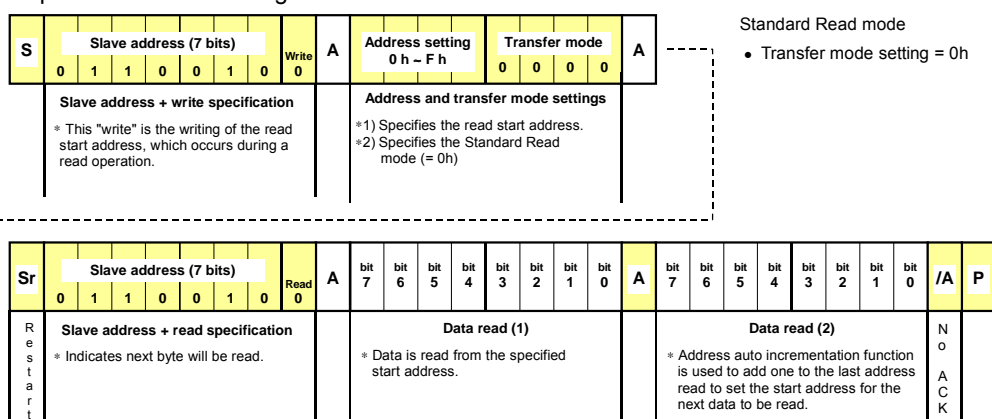 Standard Read mode
• Transfer mode setting = 0h
S Slave address (7 bits) Write A Address setting Transfer mode A
0 h ~ F h
0 1 1 0 0 1 0 0 0 0 0 0
Slave address + write specification
* This "write" is the writing of the read
start address, which occurs during a
read operation.
Address and transfer mode settings
*1) Specifies the read start address.
*2) Specifies the Standard Read
mode (= 0h)
Sr Slave address (7 bits) Read A bit 7 bit 6 bit 5 bit 4 bit 3 bit 2 bit 1 bit 0 A bit 7 bit 6 bit 5 bit 4 bit 3 bit 2 bit 1 bit 0 /A P
0 1 1 0 0 1 0 0
Restart
Slave address + read specification
* Indicates next byte will be read.
Data read (1)
* Data is read from the specified
start address.
Data read (2)
* Address auto incrementation function
is used to add one to the last address
read to set the start address for the
next data to be read.
No ACK